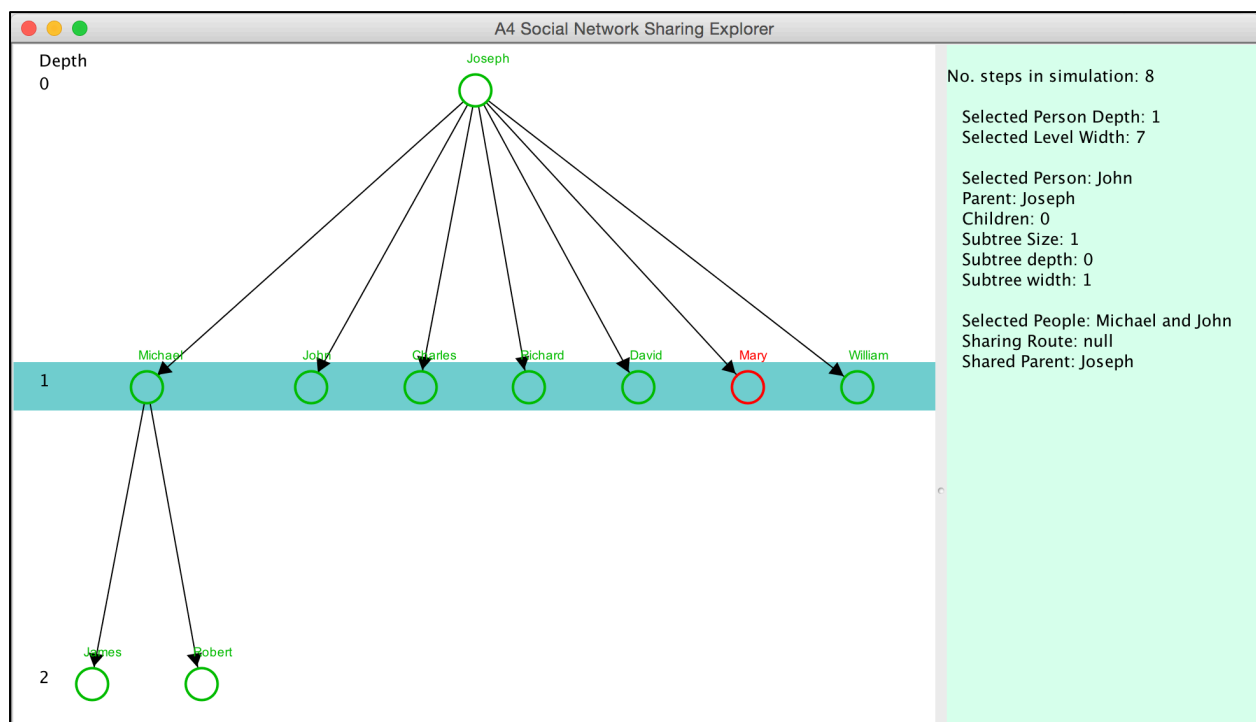 A4 Social Network Sharing Explorer
Depth
0
Joseph
No. steps in simulation: 8
Selected Person Depth: 1
Selected Level Width: 7
Selected Person: John
Parent: Joseph
Children: 0
Subtree Size: 1
Subtree depth: 0
Subtree width: 1
Selected People: Michael and John
Sharing Route: null
Shared Parent: Joseph
Michael John Charles Richard David Mary William
1
James Robert
2